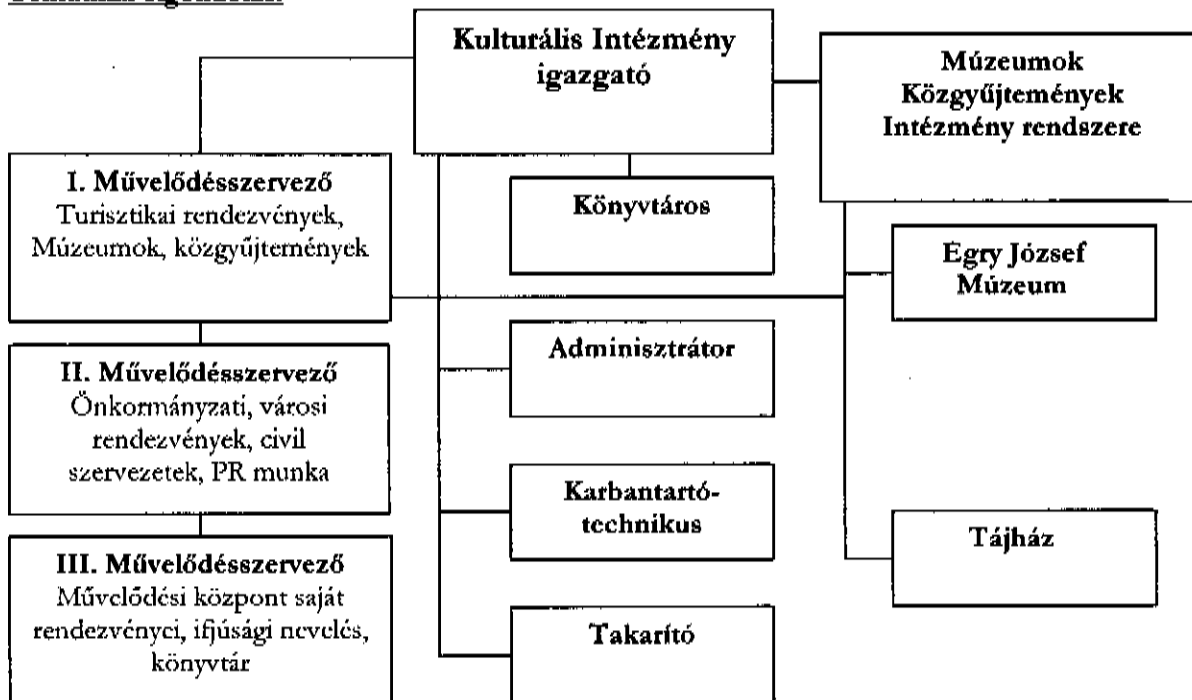 Kulturális Intézmény
igazgató
Múzeumok
Közgyűjtemények
Intézmény rendszere
I. Művelődésszervező
Turisztikai rendezvények,
Múzeumok, közgyűjtemények
Könyvtáros
Egry József
Múzeum
II. Művelődésszervező
Önkormányzati, városi
rendezvények, civil
szervezetek, PR munka
Adminisztrátor
Karbantartó-
technikus
Tájház
III. Művelődésszervező
Művelődési központ saját
rendezvényei, ifjúsági nevelés,
könyvtár
Takarító